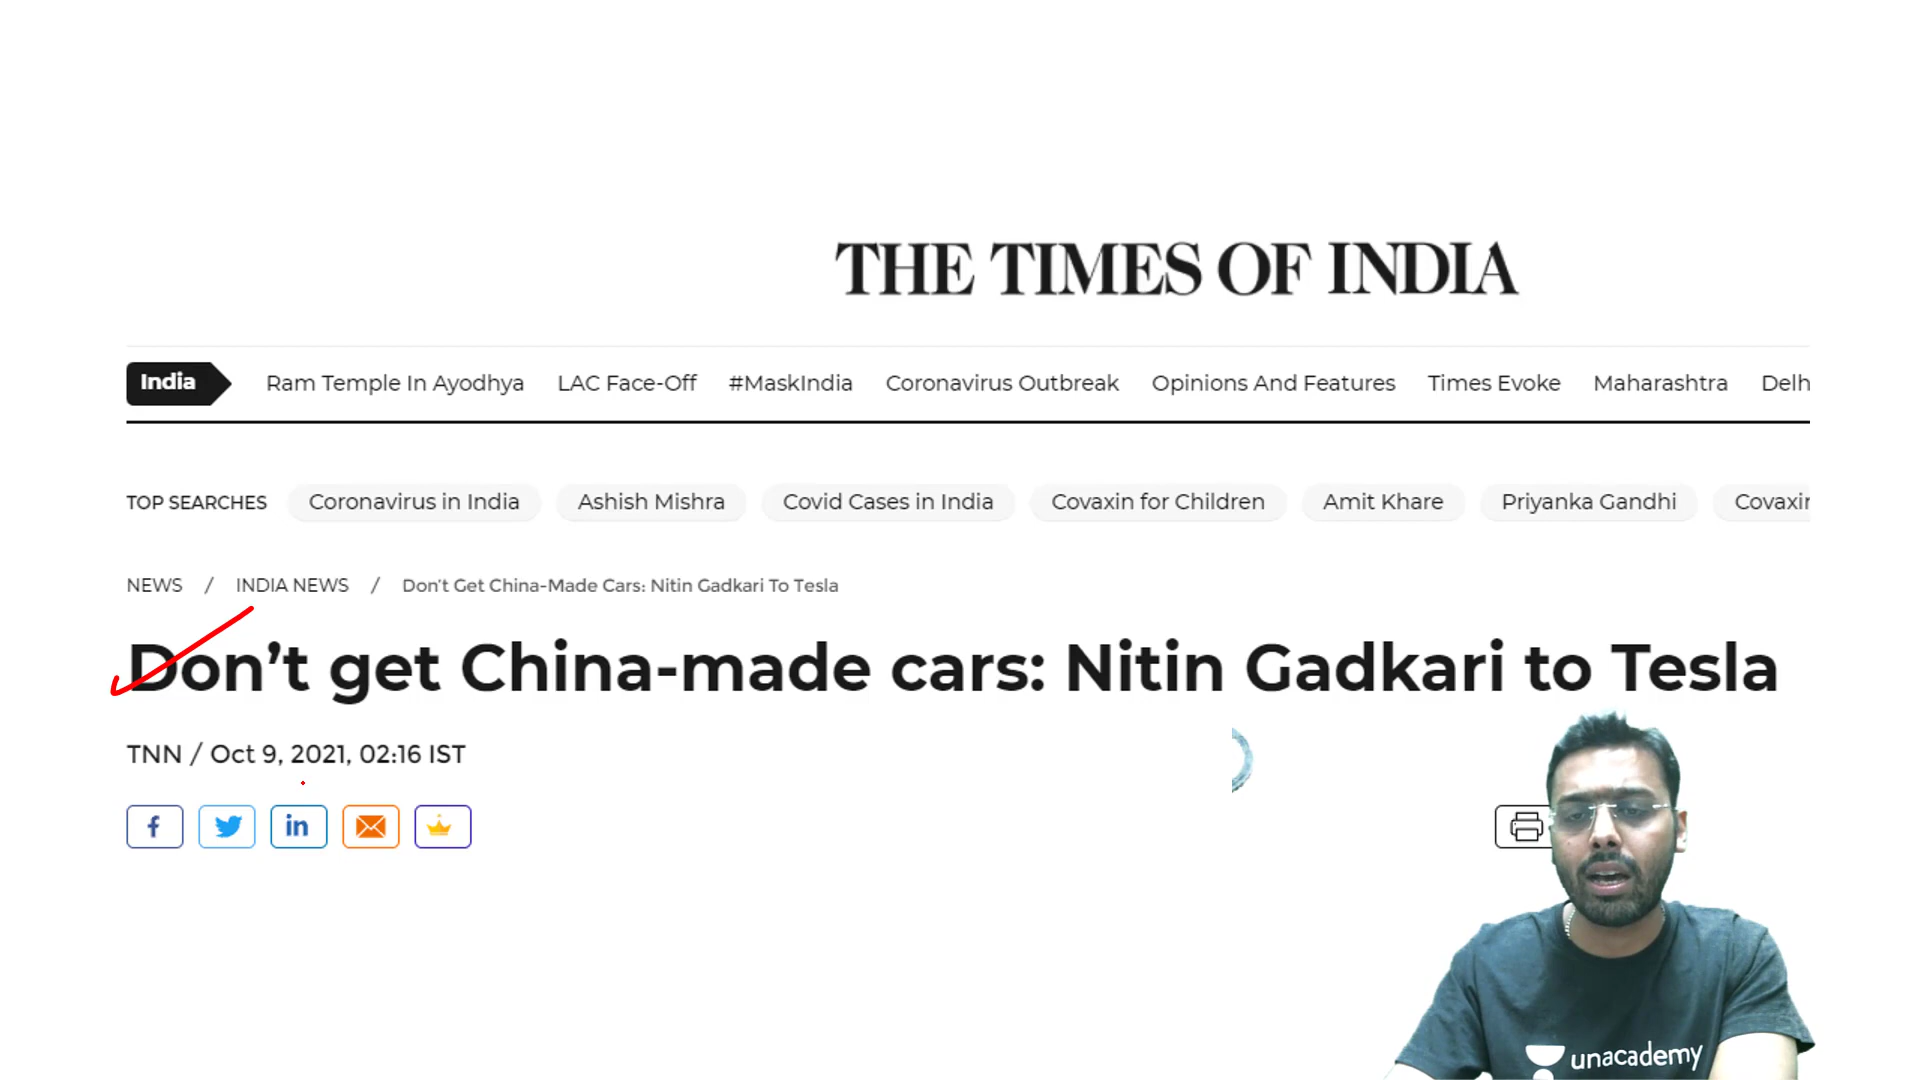 THE TIMES OF INDIA
India Ram Temple In Ayodhya LAC Face-Off #MaskIndia Coronavirus Outbreak Opinions And Features Times Evoke Maharashtra Delh
TOP SEARCHES Coronavirus in India Ashish Mishra Covid Cases in India Covaxin for Children Amit Khare Priyanka Gandhi Covaxin
NEWS / INDIA NEWS / Don't Get China-Made Cars: Nitin Gadkari To Tesla
Don't get China-made cars: Nitin Gadkari to Tesla
TNN / Oct 9, 2021, 02:16 IST
f in
unacademy